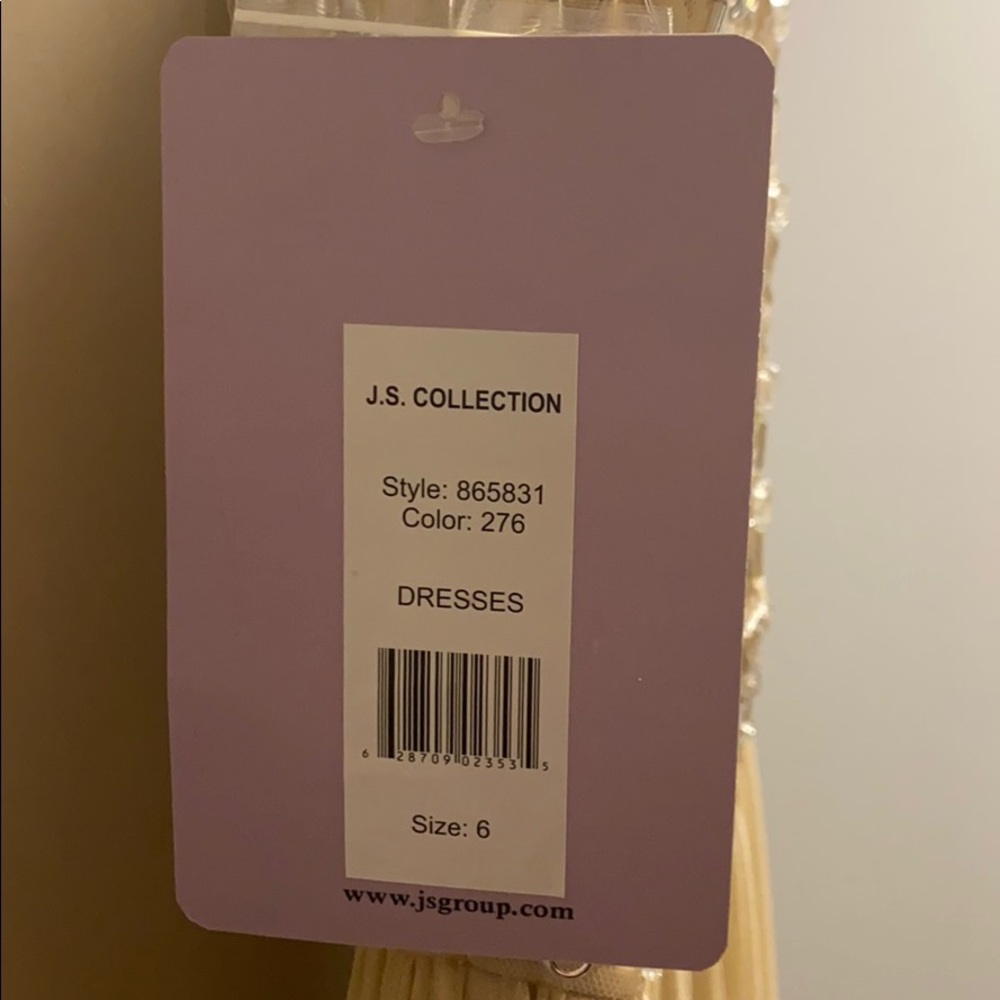 J.S. COLLECTION
Style: 865831
Color: 276
DRESSES
6 28709 02353 5
Size: 6
www.jsgroup.com